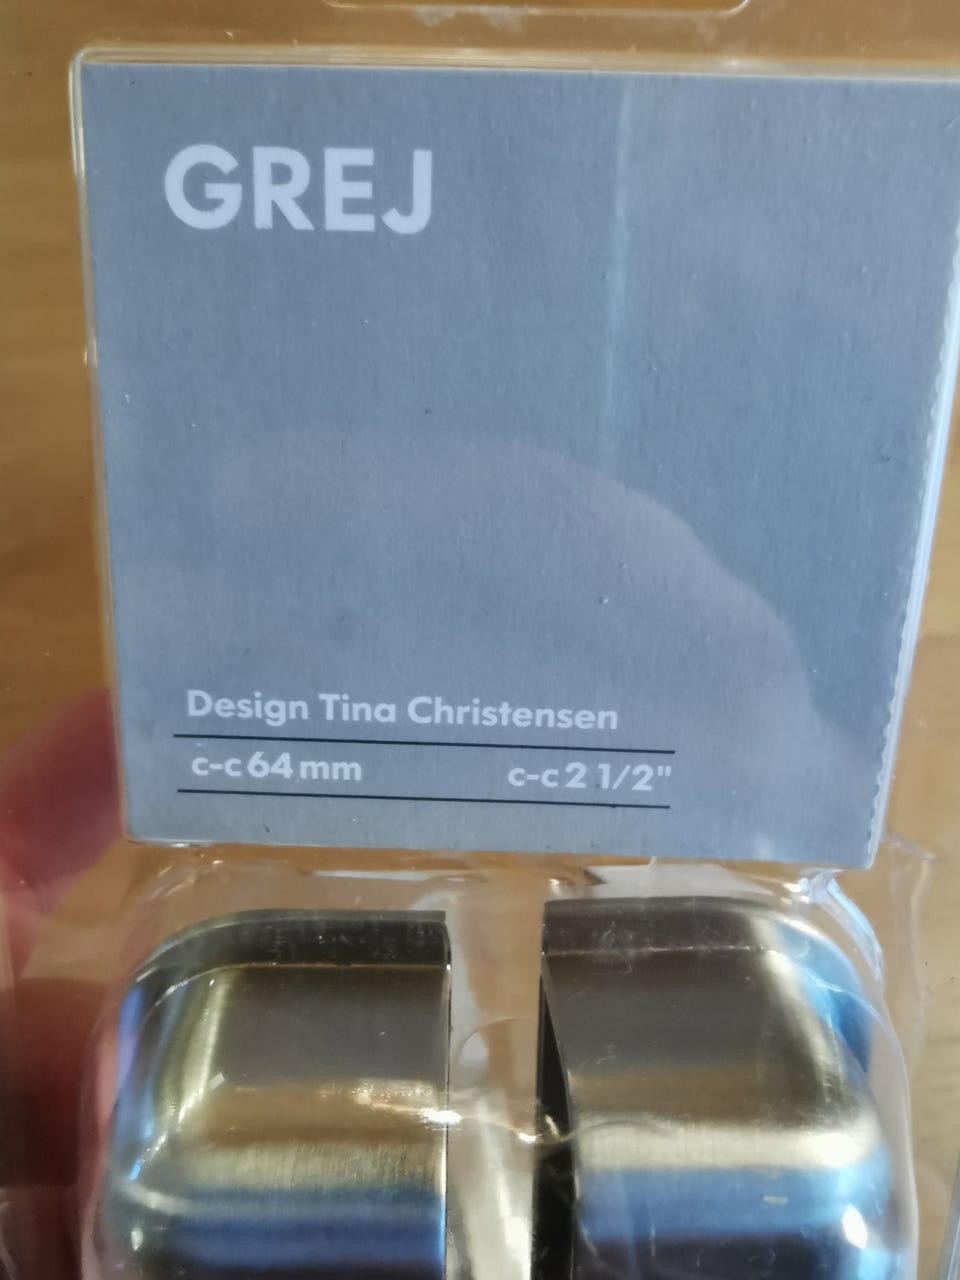 GREJ
Design Tina Christensen
c-c 64 mm
c-c 2 1/2"